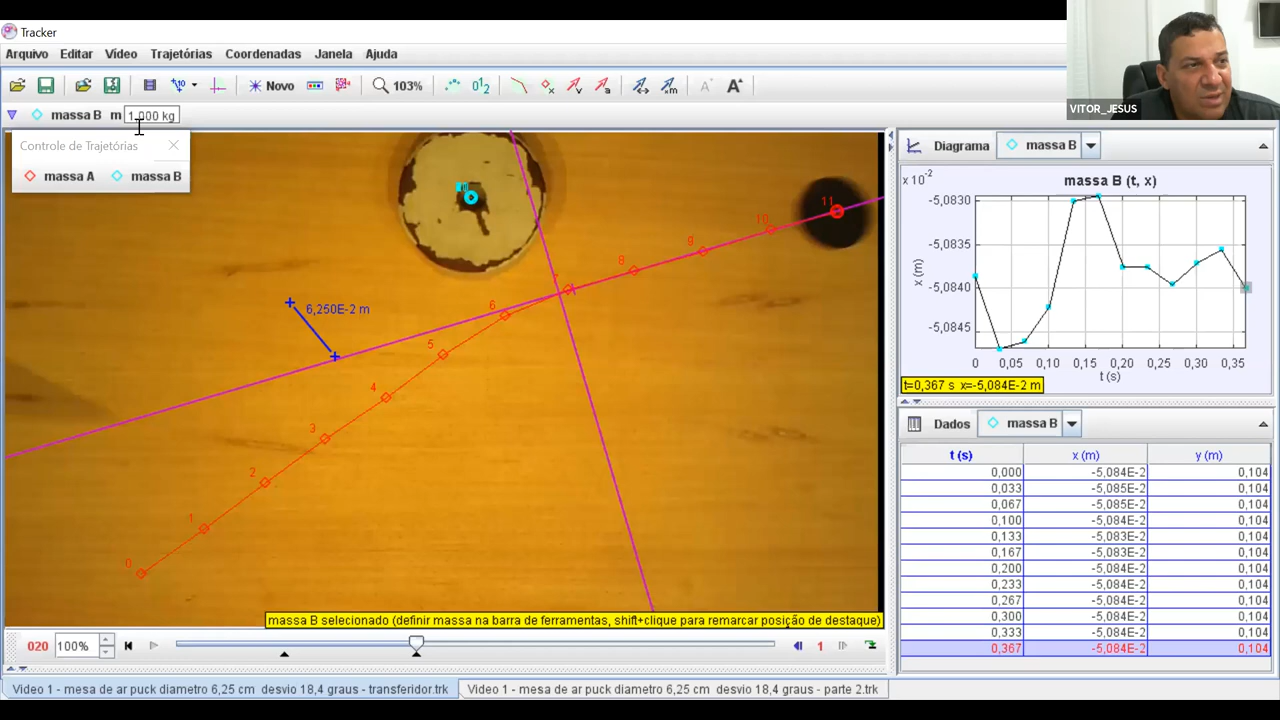 Tracker
Arquivo Editar Vídeo Trajetórias Coordenadas Janela Ajuda
Novo 103%
massa B m 1,000 kg
Controle de Trajetórias
massa A massa B
6,250E-2 m
0
1
2
3
4
5
6
8
9
10
11
A
massa B selecionado (definir massa na barra de ferramentas, shift+clique para remarcar posição de destaque)
020 100% 1
Video 1 - mesa de ar puck diametro 6,25 cm desvio 18,4 graus - transferidor.trk
Video 1 - mesa de ar puck diametro 6,25 cm desvio 18,4 graus - parte 2.trk
VITOR_JESUS
Diagrama massa B
massa B (t, x)
x 10^-2
-5,0830
-5,0835
-5,0840
-5,0845
x (m)
0 0,05 0,10 0,15 0,20 0,25 0,30 0,35
t (s)
t=0,367 s x=-5,084E-2 m
Dados massa B
t (s) x (m) y (m)
0,000 -5,084E-2 0,104
0,033 -5,085E-2 0,104
0,067 -5,085E-2 0,104
0,100 -5,084E-2 0,104
0,133 -5,083E-2 0,104
0,167 -5,083E-2 0,104
0,200 -5,084E-2 0,104
0,233 -5,084E-2 0,104
0,267 -5,084E-2 0,104
0,300 -5,084E-2 0,104
0,333 -5,084E-2 0,104
0,367 -5,084E-2 0,104